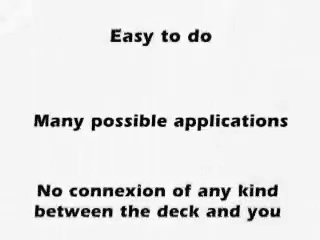 Easy to do
Many possible applications
No connexion of any kind
between the deck and you